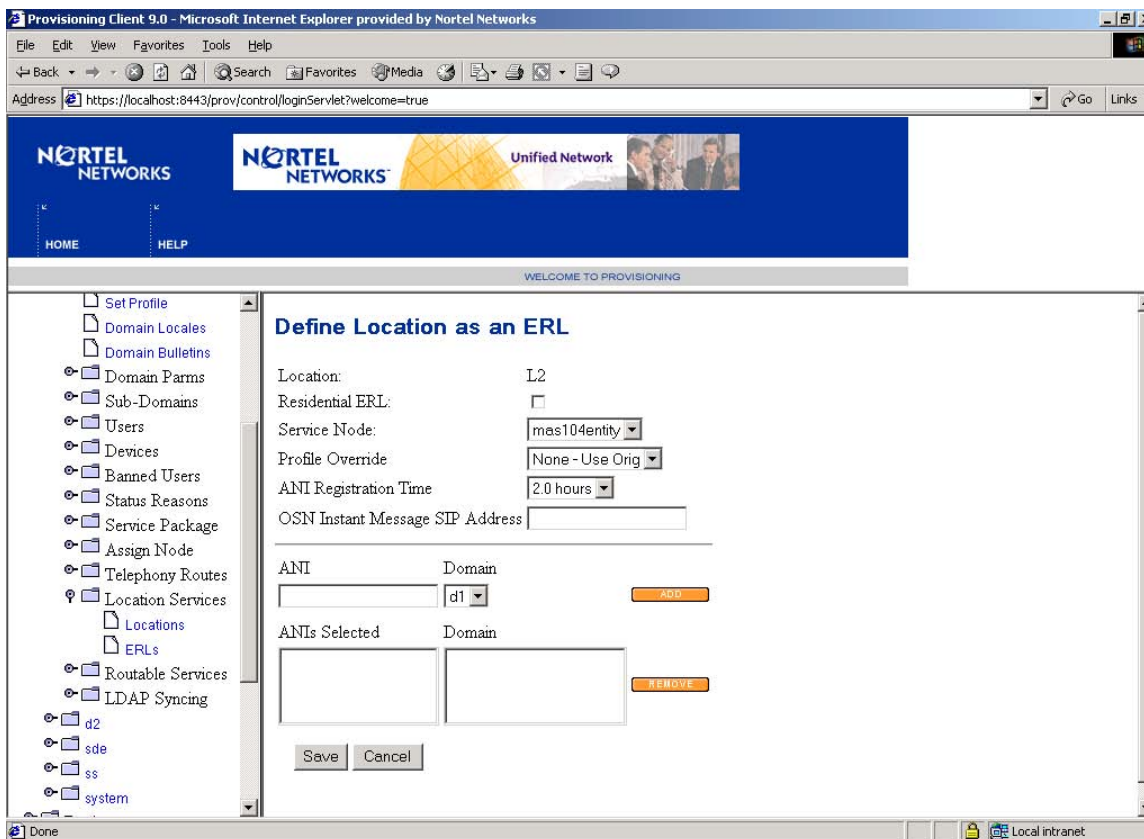 Provisioning Client 9.0 - Microsoft Internet Explorer provided by Nortel Networks
File Edit View Favorites Tools Help
Back Search Favorites Media
Address https://localhost:8443/prov/control/loginServlet?welcome=true Go Links
NORTEL NETWORKS
NORTEL NETWORKS Unified Network
HOME HELP
WELCOME TO PROVISIONING
Set Profile
Domain Locales
Domain Bulletins
Domain Parms
Sub-Domains
Users
Devices
Banned Users
Status Reasons
Service Package
Assign Node
Telephony Routes
Location Services
Locations
ERLs
Routable Services
LDAP Syncing
d2
sde
ss
system
Define Location as an ERL
Location: L2
Residential ERL:
Service Node: mas104entity
Profile Override None - Use Orig
ANI Registration Time 2.0 hours
OSN Instant Message SIP Address
ANI Domain
d1 ADD
ANIs Selected Domain
REMOVE
Save Cancel
Done Local intranet